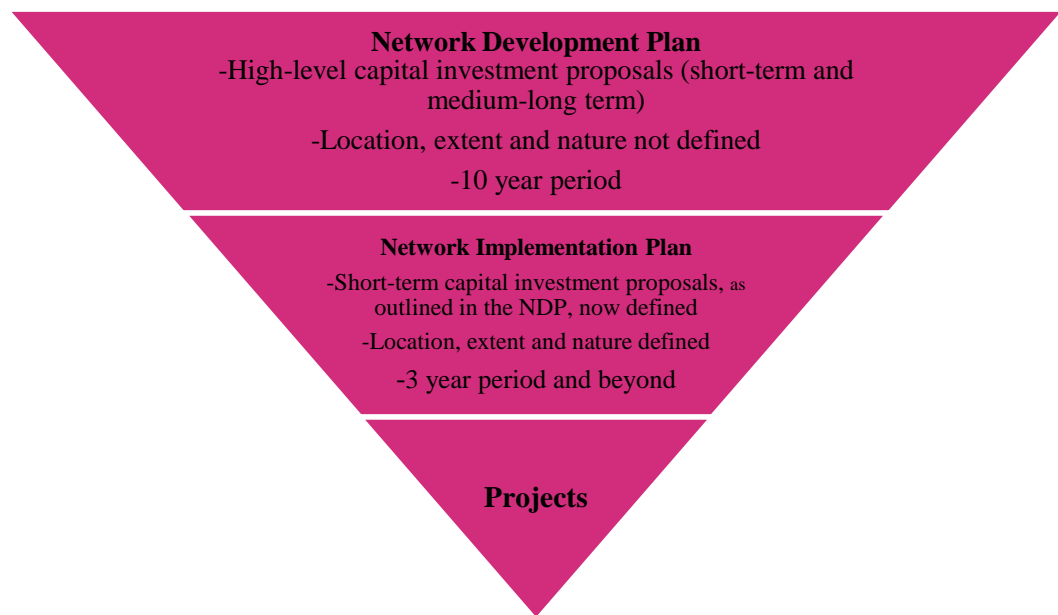 Network Development Plan
-High-level capital investment proposals (short-term and
medium-long term)
-Location, extent and nature not defined
-10 year period
Network Implementation Plan
-Short-term capital investment proposals, as
outlined in the NDP, now defined
-Location, extent and nature defined
-3 year period and beyond
Projects